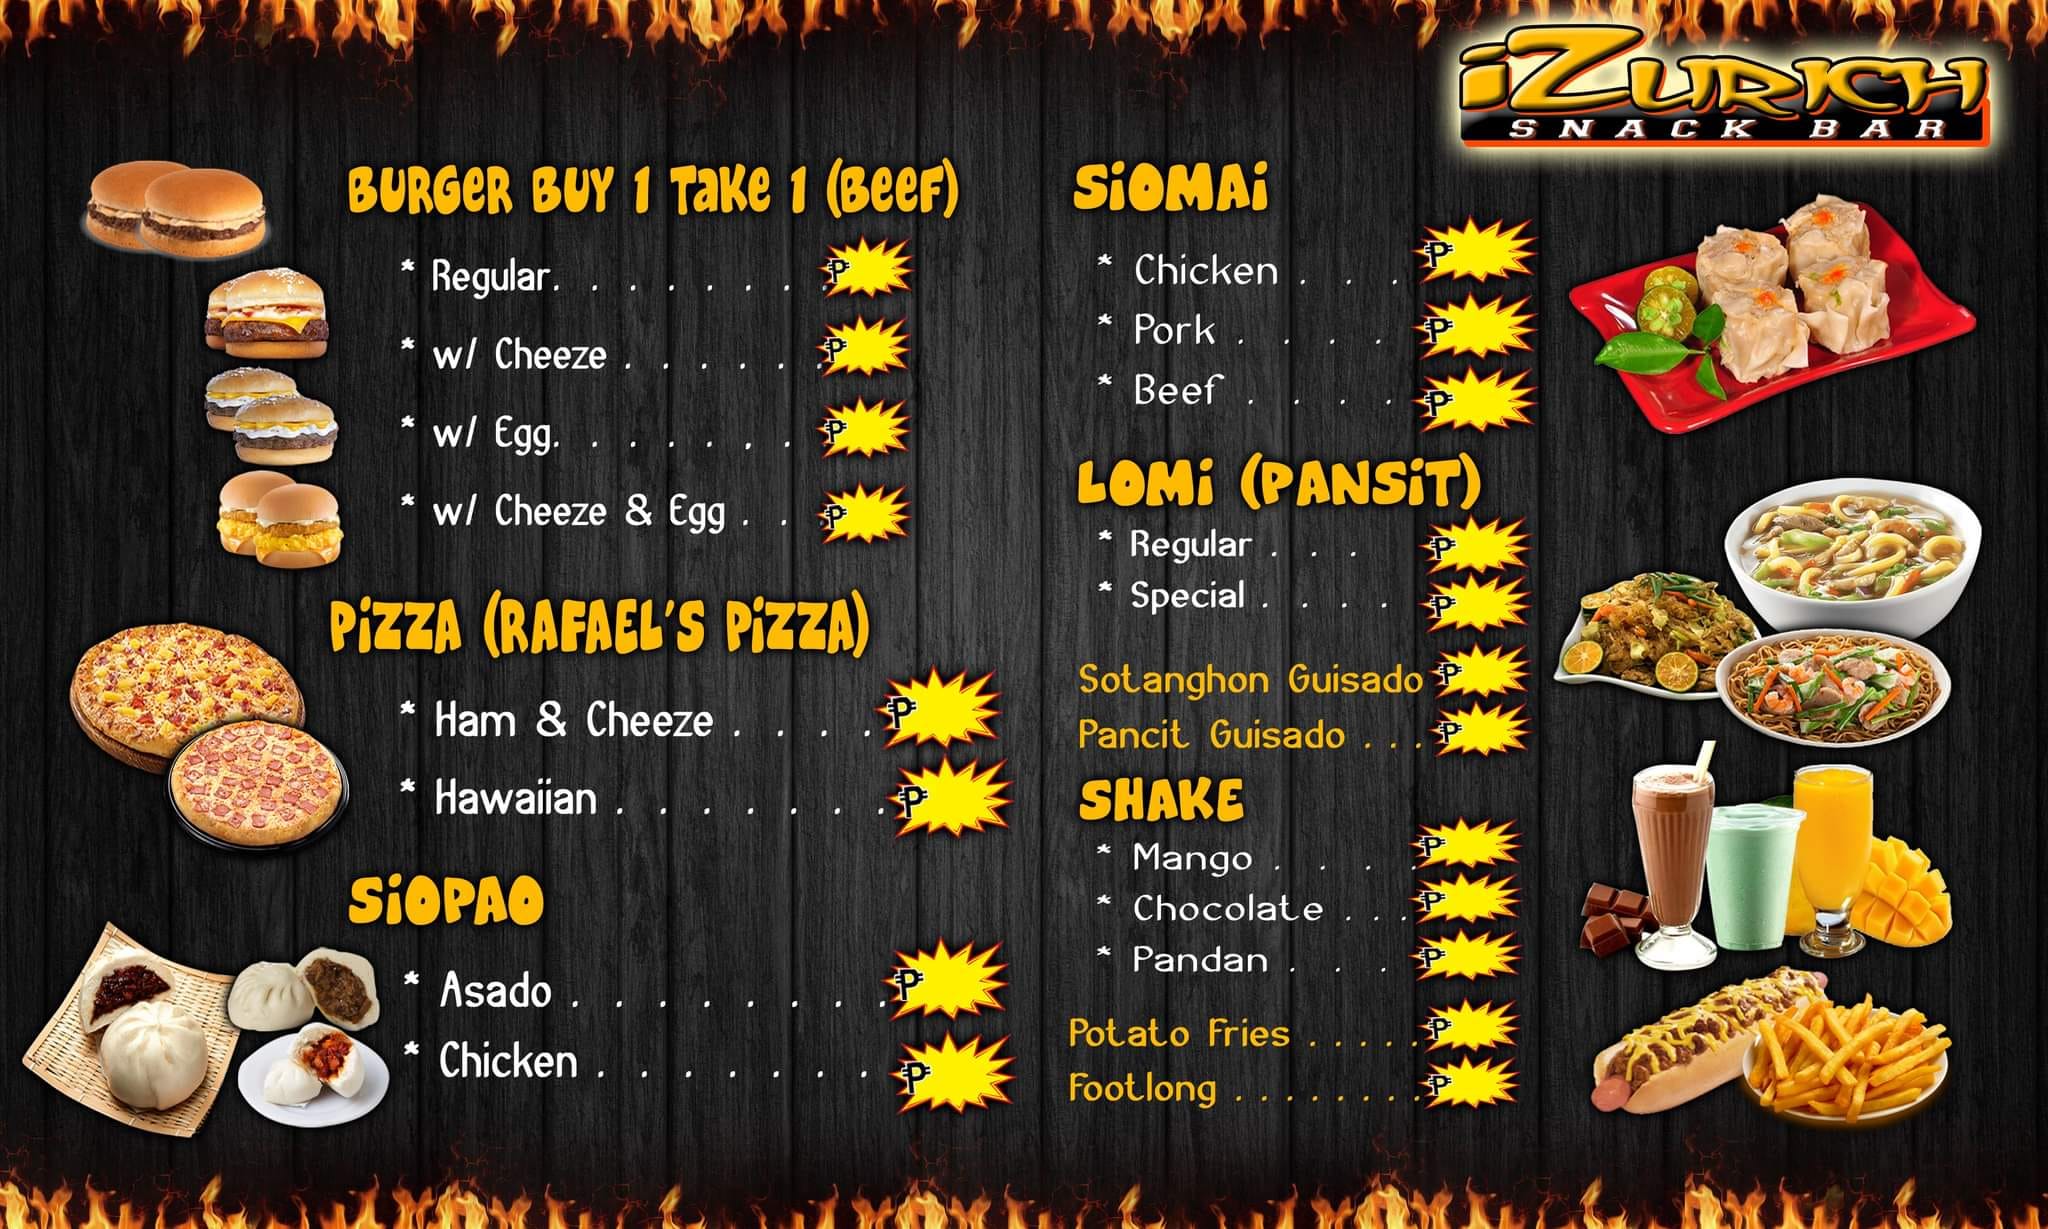 iZURICH
SNACK BAR
BURGER BUY 1 Take 1 (Beef)
* Regular. . . . . . . . ₱
* w/ Cheeze . . . . . . ₱
* w/ Egg. . . . . . . ₱
* w/ Cheeze & Egg . . . ₱
PiZZA (RAFAEL'S PiZZA)
* Ham & Cheeze . . . . ₱
* Hawaiian . . . . . . . ₱
SiOPAO
* Asado . . . . . . . . ₱
* Chicken . . . . . . . ₱
SiOMAi
* Chicken . . . ₱
* Pork . . . . ₱
* Beef . . . . ₱
LOMi (PANSiT)
* Regular . . . ₱
* Special . . . . ₱
Sotanghon Guisado ₱
Pancit Guisado . . . ₱
SHAKE
* Mango . . . . ₱
* Chocolate . . . ₱
* Pandan . . . ₱
Potato Fries . . . . . ₱
Footlong . . . . . . . . ₱